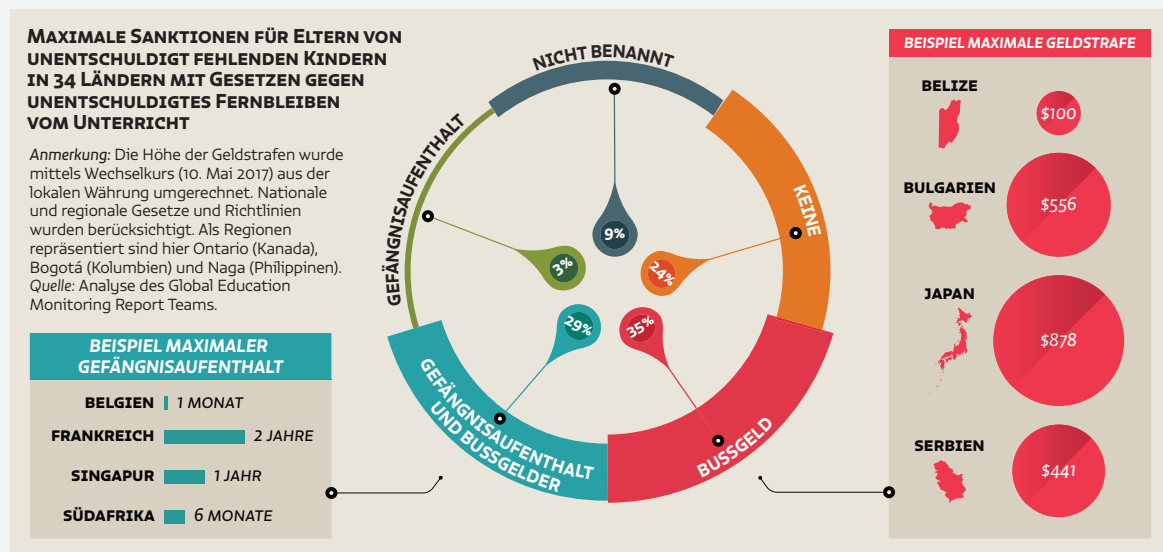 MAXIMALE SANKTIONEN FÜR ELTERN VON
UNENTSCHULDIGT FEHLENDEN KINDERN
IN 34 LÄNDERN MIT GESETZEN GEGEN
UNENTSCHULDIGTES FERNBLEIBEN
VOM UNTERRICHT
Anmerkung: Die Höhe der Geldstrafen wurde
mittels Wechselkurs (10. Mai 2017) aus der
lokalen Währung umgerechnet. Nationale
und regionale Gesetze und Richtlinien
wurden berücksichtigt. Als Regionen
repräsentiert sind hier Ontario (Kanada),
Bogotá (Kolumbien) und Naga (Philippinen).
Quelle: Analyse des Global Education
Monitoring Report Teams.
BEISPIEL MAXIMALER
GEFÄNGNISAUFENTHALT
BELGIEN 1 MONAT
FRANKREICH 2 JAHRE
SINGAPUR 1 JAHR
SÜDAFRIKA 6 MONATE
NICHT BENANNT
9%
KEINE
24%
BUSSGELD
35%
GEFÄNGNISAUFENTHALT
UND BUSSGELDER
29%
GEFÄNGNISAUFENTHALT
3%
BEISPIEL MAXIMALE GELDSTRAFE
BELIZE
$100
BULGARIEN
$556
JAPAN
$878
SERBIEN
$441